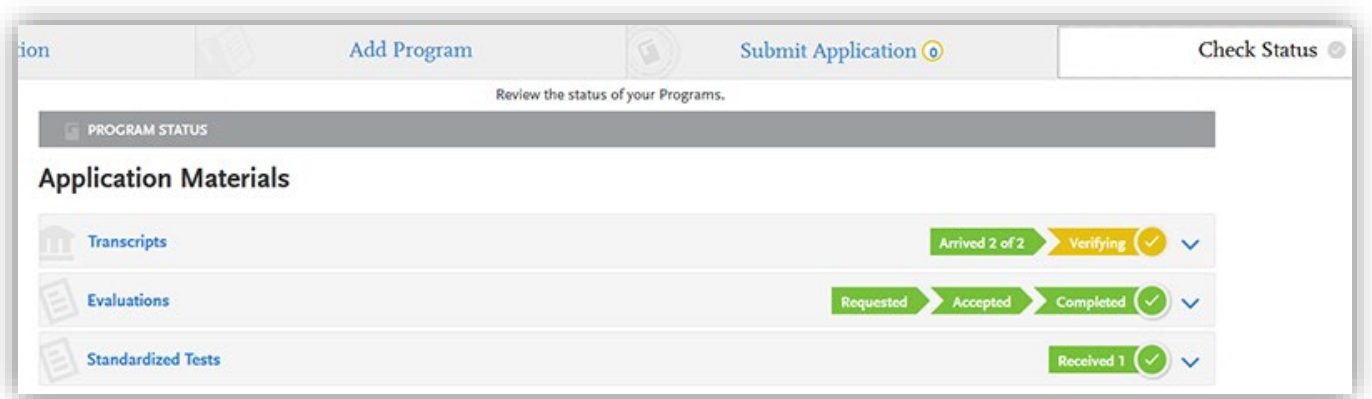 tion Add Program Submit Application 0 Check Status
Review the status of your Programs.
PROGRAM STATUS
Application Materials
Transcripts Arrived 2 of 2 Verifying
Evaluations Requested Accepted Completed
Standardized Tests Received 1